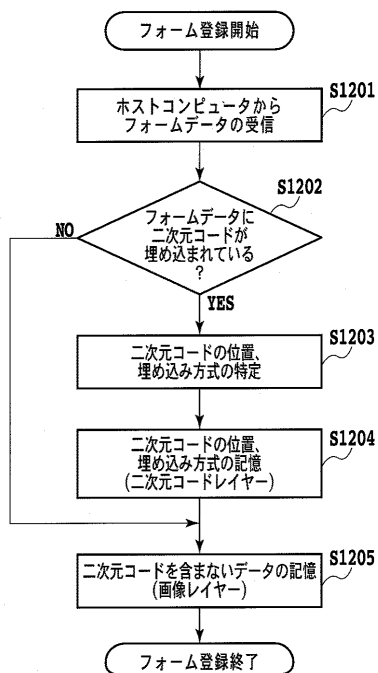 フォーム登録開始
S1201
ホストコンピュータから
フォームデータの受信
S1202
フォームデータに
二次元コードが
埋め込まれている
?
NO
YES
S1203
二次元コードの位置、
埋め込み方式の特定
S1204
二次元コードの位置、
埋め込み方式の記憶
(二次元コードレイヤー)
S1205
二次元コードを含まないデータの記憶
(画像レイヤー)
フォーム登録終了